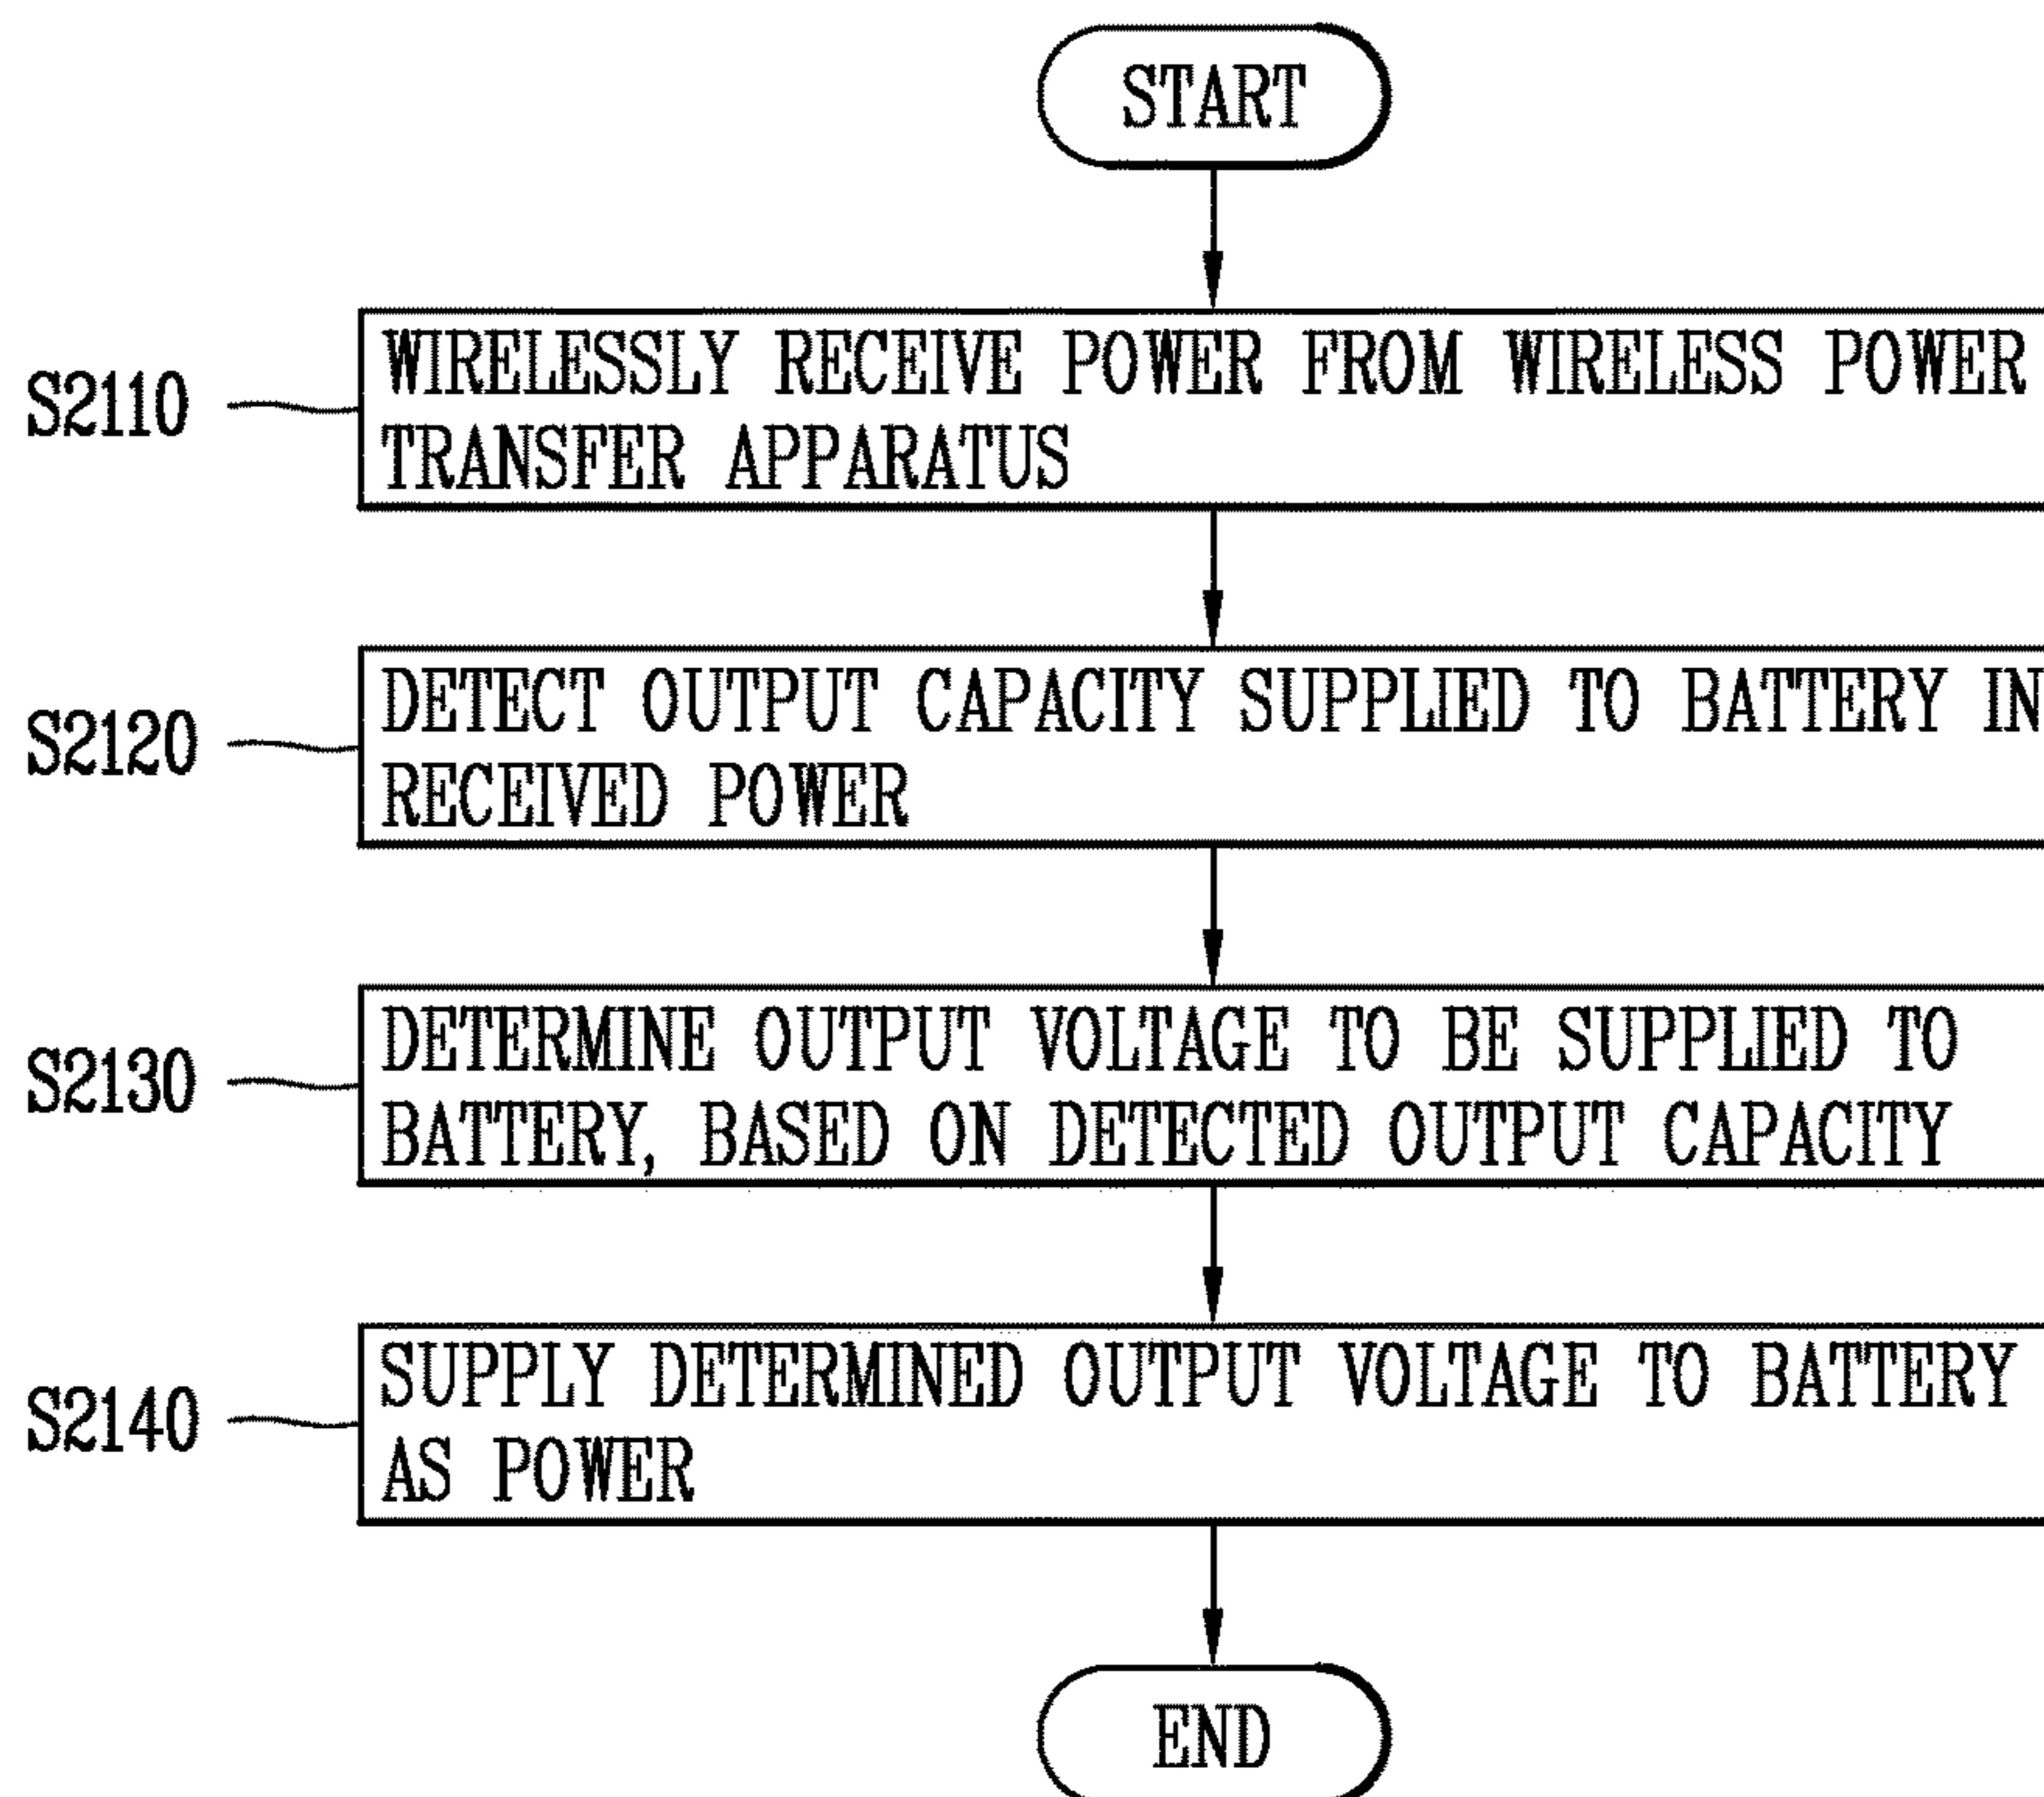 START
S2110
WIRELESSLY RECEIVE POWER FROM WIRELESS POWER
TRANSFER APPARATUS
S2120
DETECT OUTPUT CAPACITY SUPPLIED TO BATTERY IN
RECEIVED POWER
S2130
DETERMINE OUTPUT VOLTAGE TO BE SUPPLIED TO
BATTERY, BASED ON DETECTED OUTPUT CAPACITY
S2140
SUPPLY DETERMINED OUTPUT VOLTAGE TO BATTERY
AS POWER
END